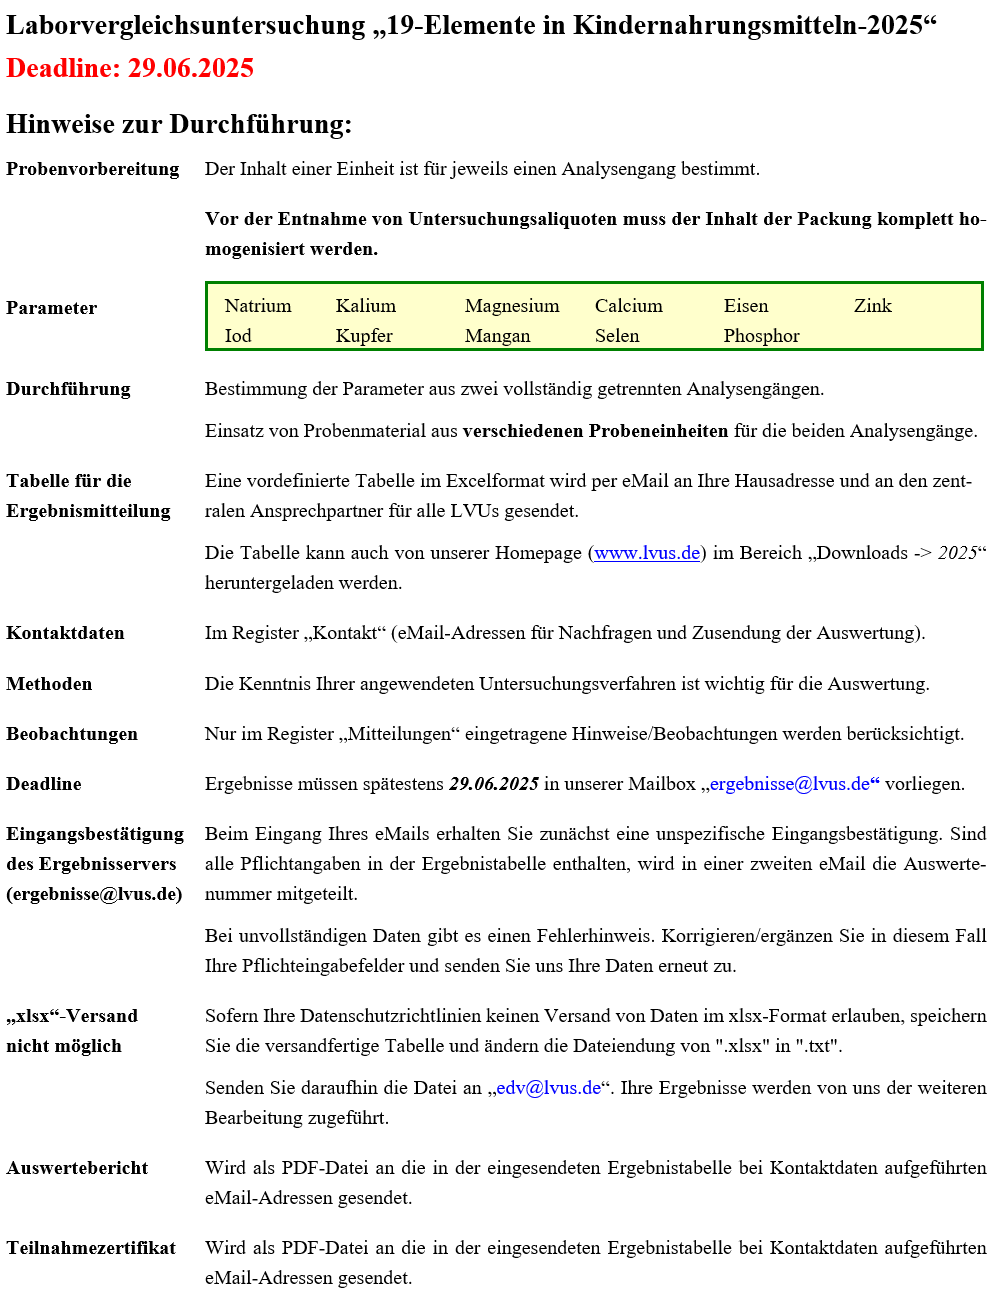 Laborvergleichsuntersuchung „19-Elemente in Kindernahrungsmitteln-2025“
Deadline: 29.06.2025
Hinweise zur Durchführung:
Probenvorbereitung Der Inhalt einer Einheit ist für jeweils einen Analysengang bestimmt.
Vor der Entnahme von Untersuchungsaliquoten muss der Inhalt der Packung komplett ho-
mogenisiert werden.
Parameter Natrium Kalium Magnesium Calcium Eisen Zink
Iod Kupfer Mangan Selen Phosphor
Durchführung Bestimmung der Parameter aus zwei vollständig getrennten Analysengängen.
Einsatz von Probenmaterial aus verschiedenen Probeneinheiten für die beiden Analysengänge.
Tabelle für die Eine vordefinierte Tabelle im Excelformat wird per eMail an Ihre Hausadresse und an den zent-
Ergebnismitteilung ralen Ansprechpartner für alle LVUs gesendet.
Die Tabelle kann auch von unserer Homepage (www.lvus.de) im Bereich „Downloads -> 2025“
heruntergeladen werden.
Kontaktdaten Im Register „Kontakt“ (eMail-Adressen für Nachfragen und Zusendung der Auswertung).
Methoden Die Kenntnis Ihrer angewendeten Untersuchungsverfahren ist wichtig für die Auswertung.
Beobachtungen Nur im Register „Mitteilungen“ eingetragene Hinweise/Beobachtungen werden berücksichtigt.
Deadline Ergebnisse müssen spätestens 29.06.2025 in unserer Mailbox „ergebnisse@lvus.de“ vorliegen.
Eingangsbestätigung Beim Eingang Ihres eMails erhalten Sie zunächst eine unspezifische Eingangsbestätigung. Sind
des Ergebnisservers alle Pflichtangaben in der Ergebnistabelle enthalten, wird in einer zweiten eMail die Auswerte-
(ergebnisse@lvus.de) nummer mitgeteilt.
Bei unvollständigen Daten gibt es einen Fehlerhinweis. Korrigieren/ergänzen Sie in diesem Fall
Ihre Pflichteingabefelder und senden Sie uns Ihre Daten erneut zu.
„xlsx“-Versand Sofern Ihre Datenschutzrichtlinien keinen Versand von Daten im xlsx-Format erlauben, speichern
nicht möglich Sie die versandfertige Tabelle und ändern die Dateiendung von ".xlsx" in ".txt".
Senden Sie daraufhin die Datei an „edv@lvus.de“. Ihre Ergebnisse werden von uns der weiteren
Bearbeitung zugeführt.
Auswertebericht Wird als PDF-Datei an die in der eingesendeten Ergebnistabelle bei Kontaktdaten aufgeführten
eMail-Adressen gesendet.
Teilnahmezertifikat Wird als PDF-Datei an die in der eingesendeten Ergebnistabelle bei Kontaktdaten aufgeführten
eMail-Adressen gesendet.